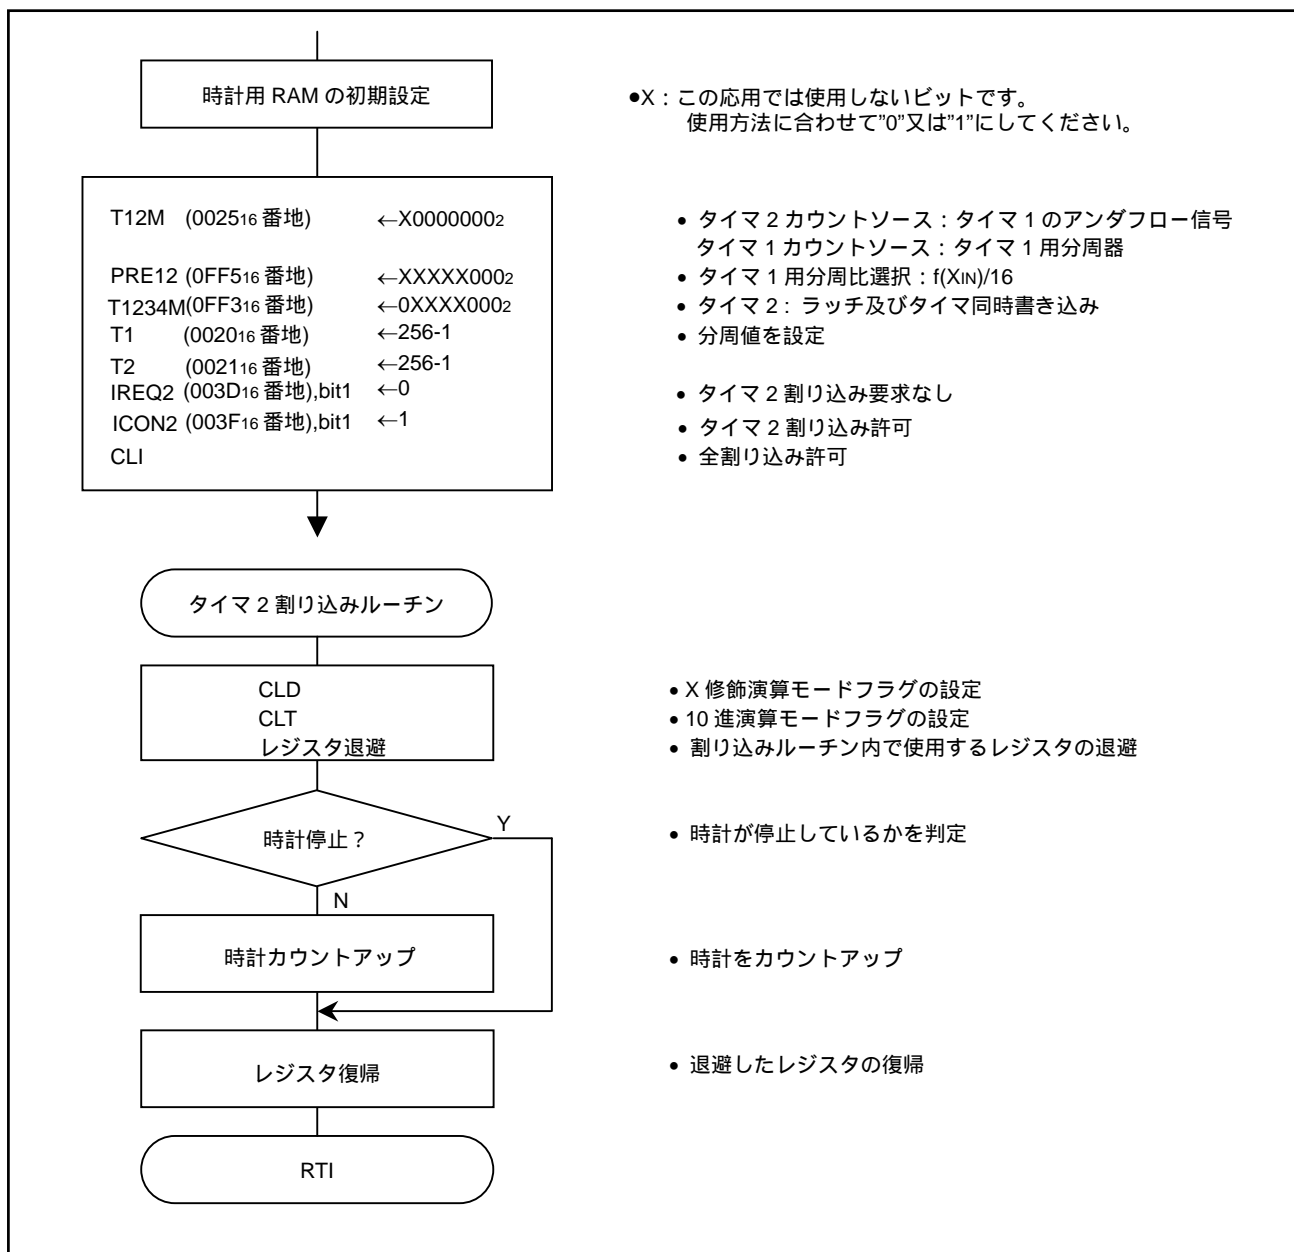 時計用 RAM の初期設定
●X：この応用では使用しないビットです。
使用方法に合わせて”0”又は”1”にしてください。
T12M (0025₁₆ 番地) ←X0000000₂
• タイマ 2 カウントソース：タイマ 1 のアンダフロー信号
タイマ 1 カウントソース：タイマ 1 用分周器
PRE12 (0FF5₁₆ 番地) ←XXXXX000₂
• タイマ 1 用分周比選択：f(XIN)/16
T1234M(0FF3₁₆ 番地) ←0XXXX000₂
• タイマ 2：ラッチ及びタイマ同時書き込み
T1 (0020₁₆ 番地) ←256-1
• 分周値を設定
T2 (0021₁₆ 番地) ←256-1
IREQ2 (003D₁₆ 番地),bit1 ←0
• タイマ 2 割り込み要求なし
ICON2 (003F₁₆ 番地),bit1 ←1
• タイマ 2 割り込み許可
CLI
• 全割り込み許可
タイマ 2 割り込みルーチン
CLD
• X 修飾演算モードフラグの設定
CLT
• 10 進演算モードフラグの設定
レジスタ退避
• 割り込みルーチン内で使用するレジスタの退避
時計停止？
Y
• 時計が停止しているかを判定
N
時計カウントアップ
• 時計をカウントアップ
レジスタ復帰
• 退避したレジスタの復帰
RTI